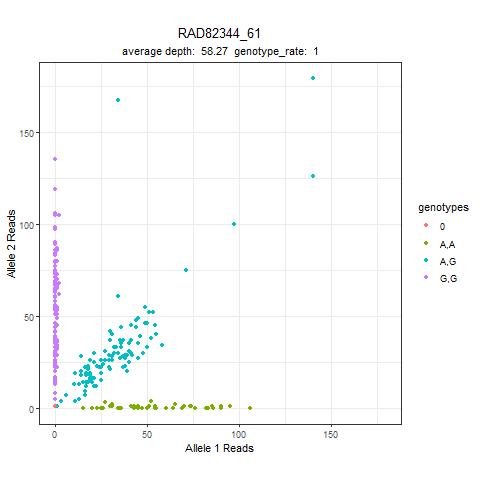 RAD82344_61
average depth: 58.27 genotype_rate: 1
Allele 2 Reads
150
100
50
0
0
50
100
150
Allele 1 Reads
genotypes
0
A,A
A,G
G,G